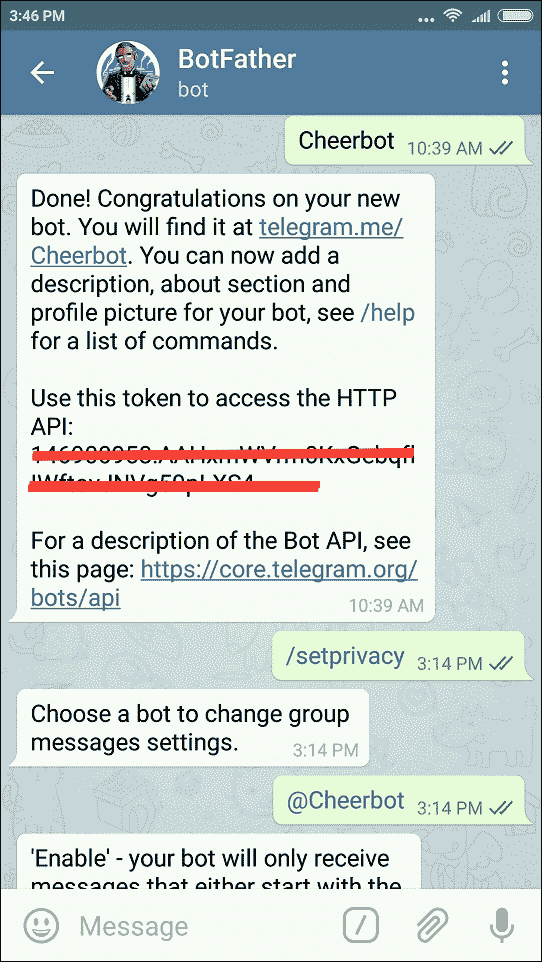 3:46 PM
BotFather
bot
Cheerbot 10:39 AM
Done! Congratulations on your new
bot. You will find it at telegram.me/
Cheerbot. You can now add a
description, about section and
profile picture for your bot, see /help
for a list of commands.
Use this token to access the HTTP
API:
For a description of the Bot API, see
this page: https://core.telegram.org/
bots/api 10:39 AM
/setprivacy 3:14 PM
Choose a bot to change group
messages settings. 3:14 PM
@Cheerbot 3:14 PM
'Enable' - your bot will only receive
messages that either start with the
Message